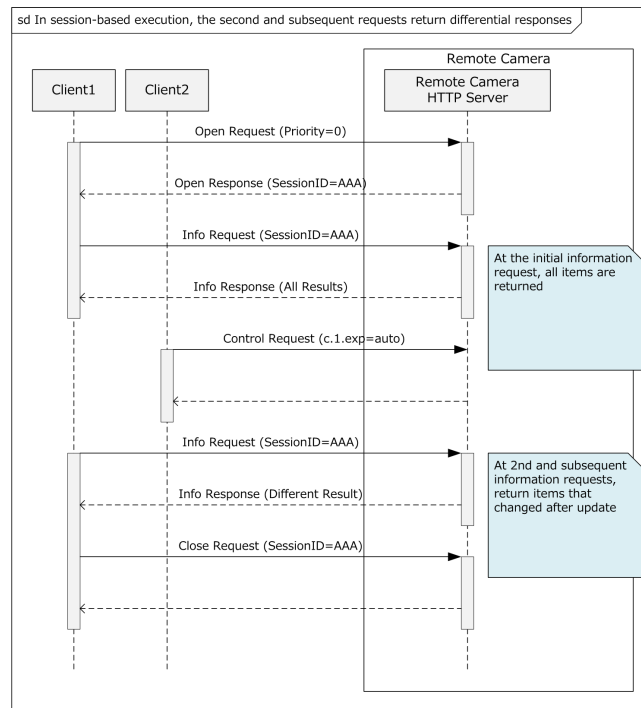 sd In session-based execution, the second and subsequent requests return differential responses
Remote Camera
Client1
Client2
Remote Camera
HTTP Server
Open Request (Priority=0)
Open Response (SessionID=AAA)
Info Request (SessionID=AAA)
At the initial information
request, all items are
returned
Info Response (All Results)
Control Request (c.1.exp=auto)
Info Request (SessionID=AAA)
At 2nd and subsequent
information requests,
return items that
changed after update
Info Response (Different Result)
Close Request (SessionID=AAA)